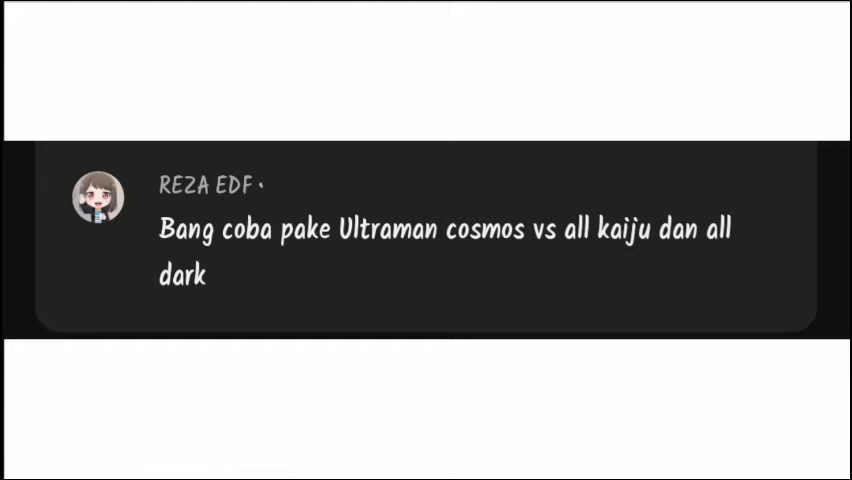 REZA EDF •
Bang coba pake Ultraman cosmos vs all kaiju dan all
dark